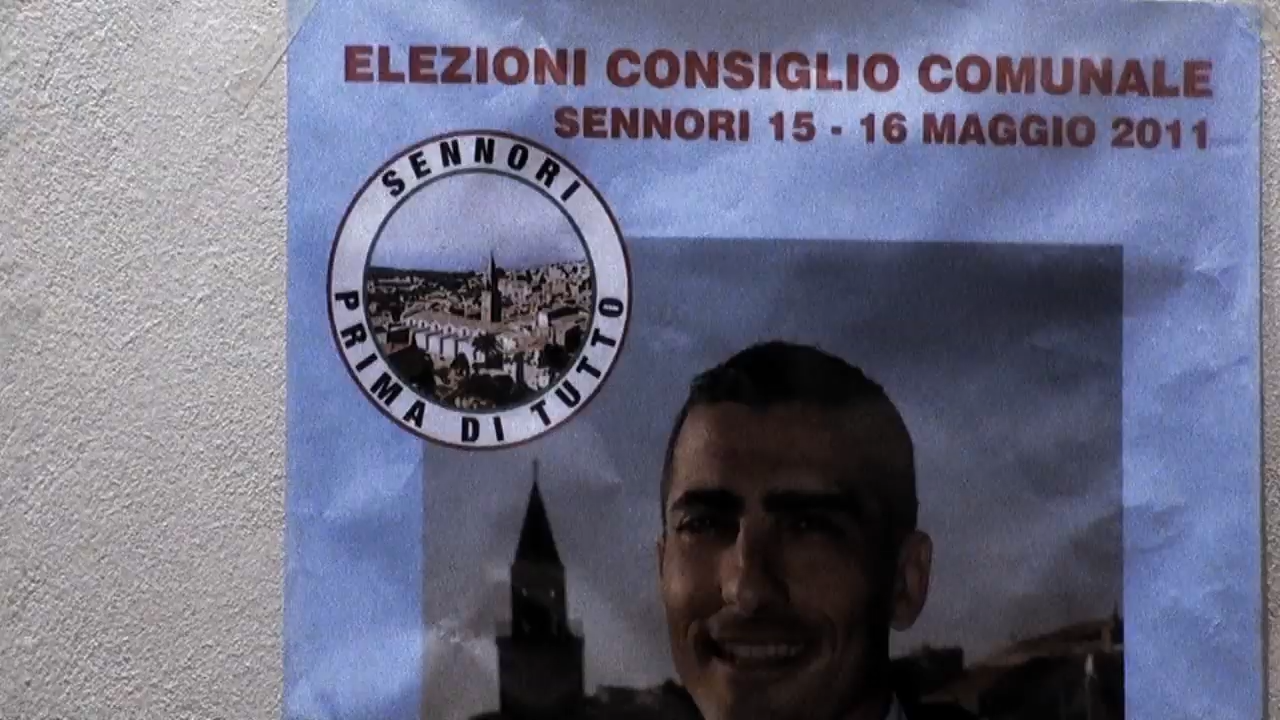 ELEZIONI CONSIGLIO COMUNALE
SENNORI 15 - 16 MAGGIO 2011
SENNORI
PRIMA DI TUTTO